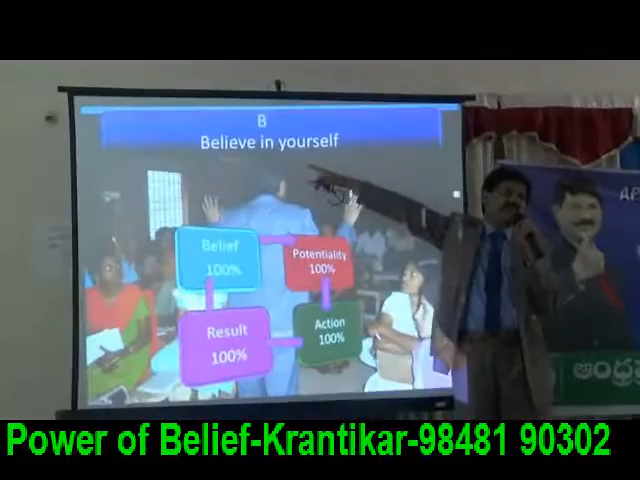 B
Believe in yourself
Belief
100%
Potentiality
100%
Result
100%
Action
100%
AP
ఆంధ్ర
Power of Belief-Krantikar-98481 90302